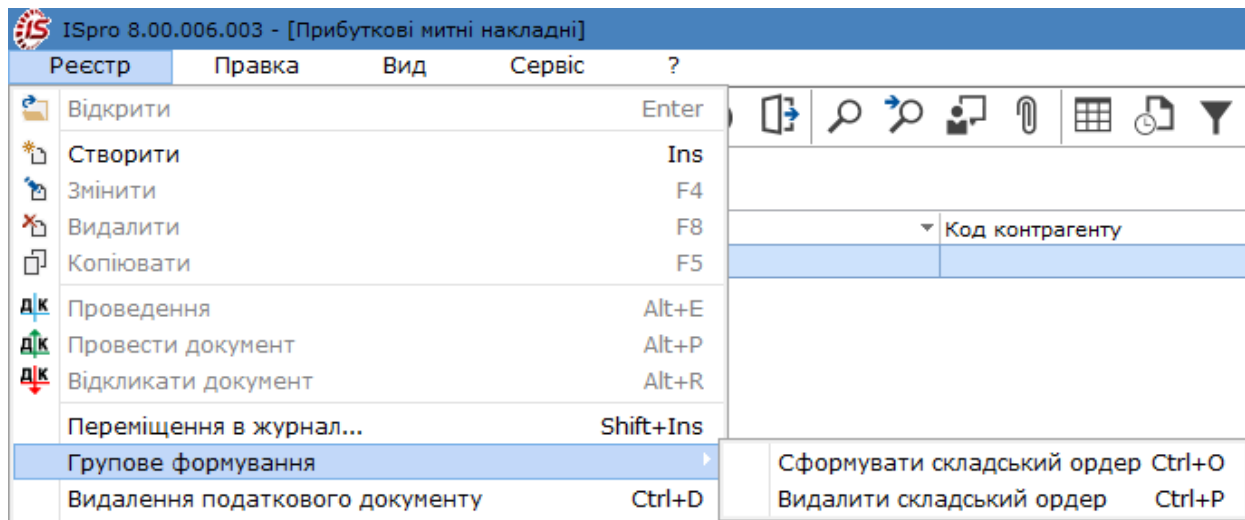 ISpro 8.00.006.003 - [Прибуткові митні накладні]
Реєстр Правка Вид Сервіс ?
Відкрити Enter
Створити Ins
Змінити F4
Видалити F8
Код контрагенту
Копіювати F5
Проведення Alt+E
Провести документ Alt+P
Відкликати документ Alt+R
Переміщення в журнал... Shift+Ins
Групове формування
Сформувати складський ордер Ctrl+O
Видалення податкового документу Ctrl+D
Видалити складський ордер Ctrl+P